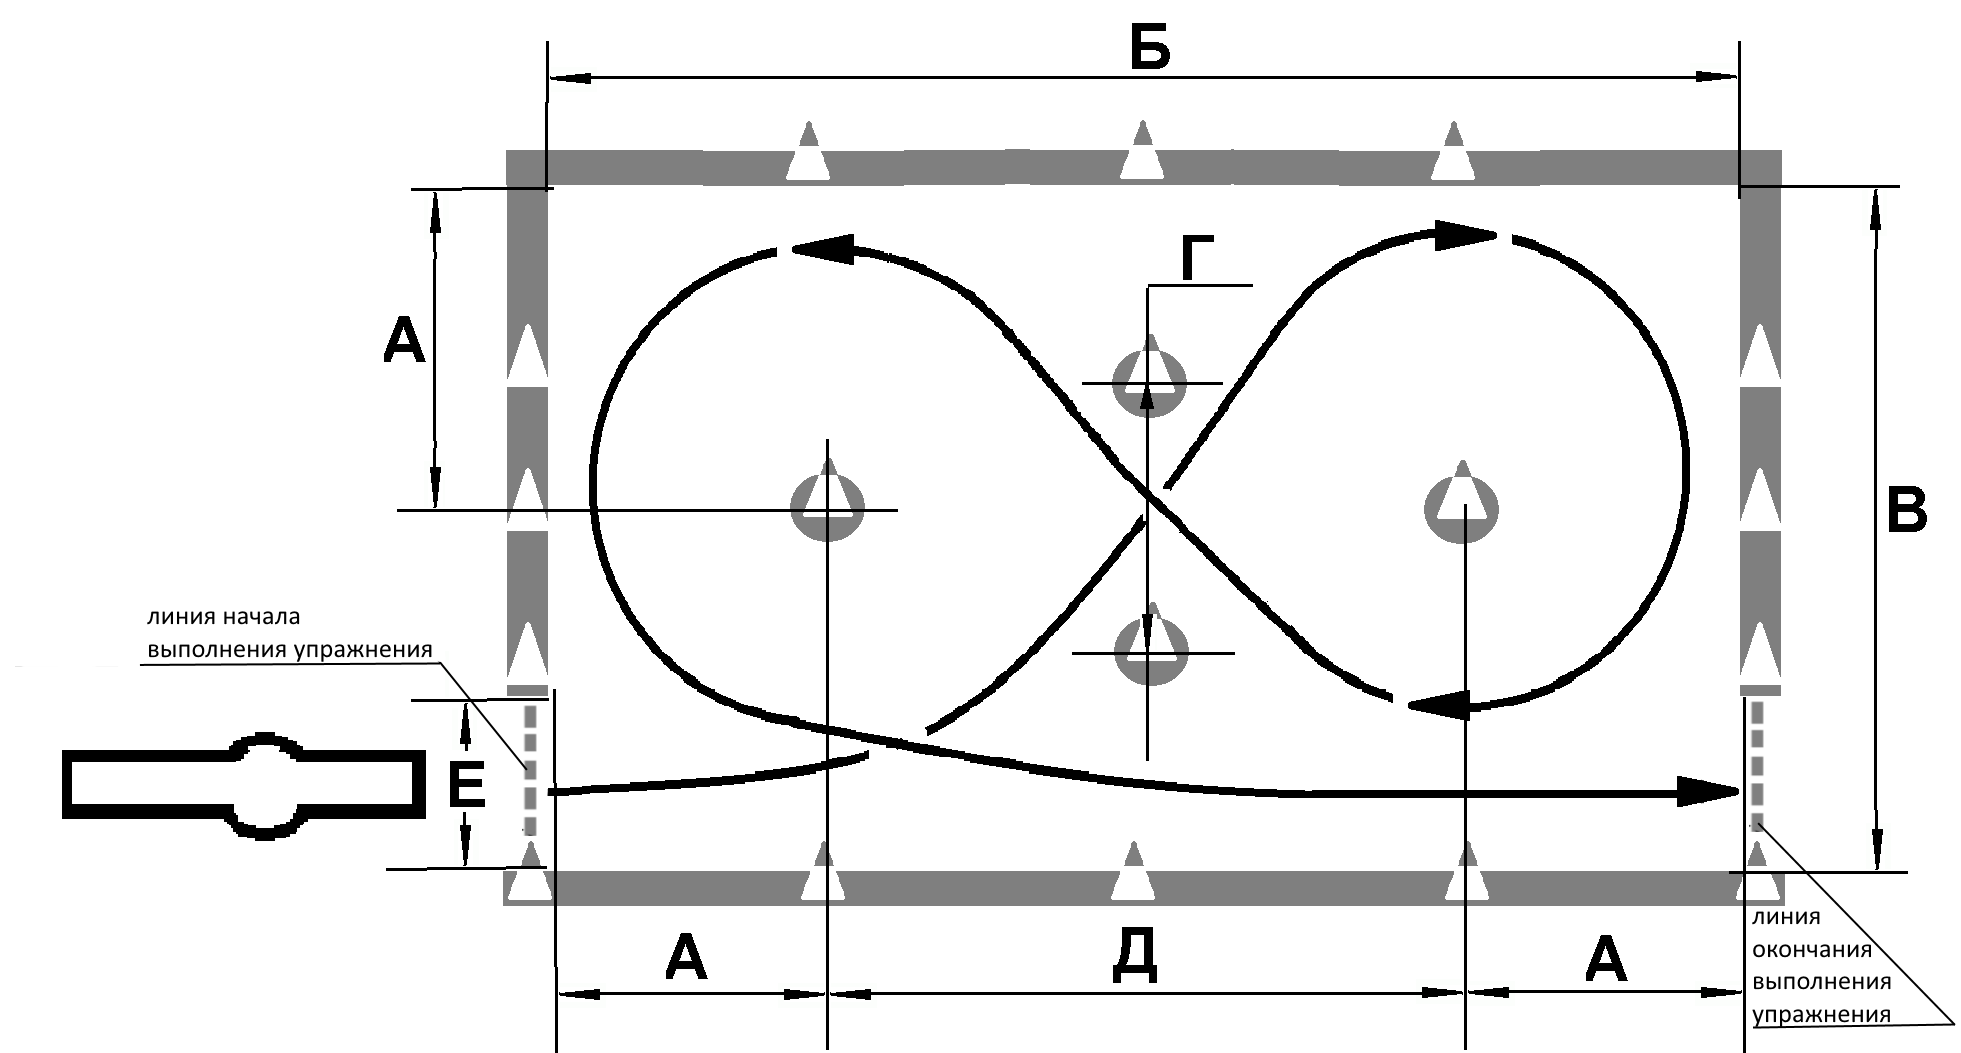 Б
Г
А
В
линия начала
выполнения упражнения
Е
линия
окончания
выполнения
упражнения
А
Д
А